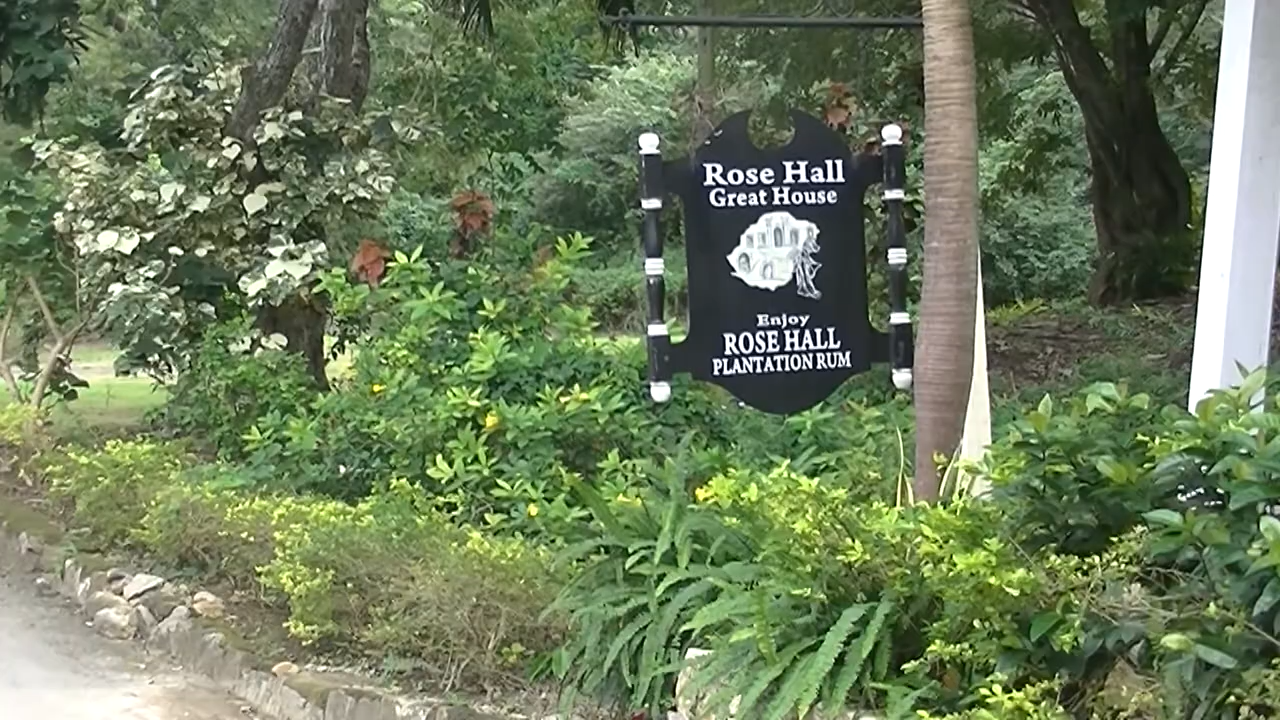 Rose Hall
Great House
Enjoy
ROSE HALL
PLANTATION RUM